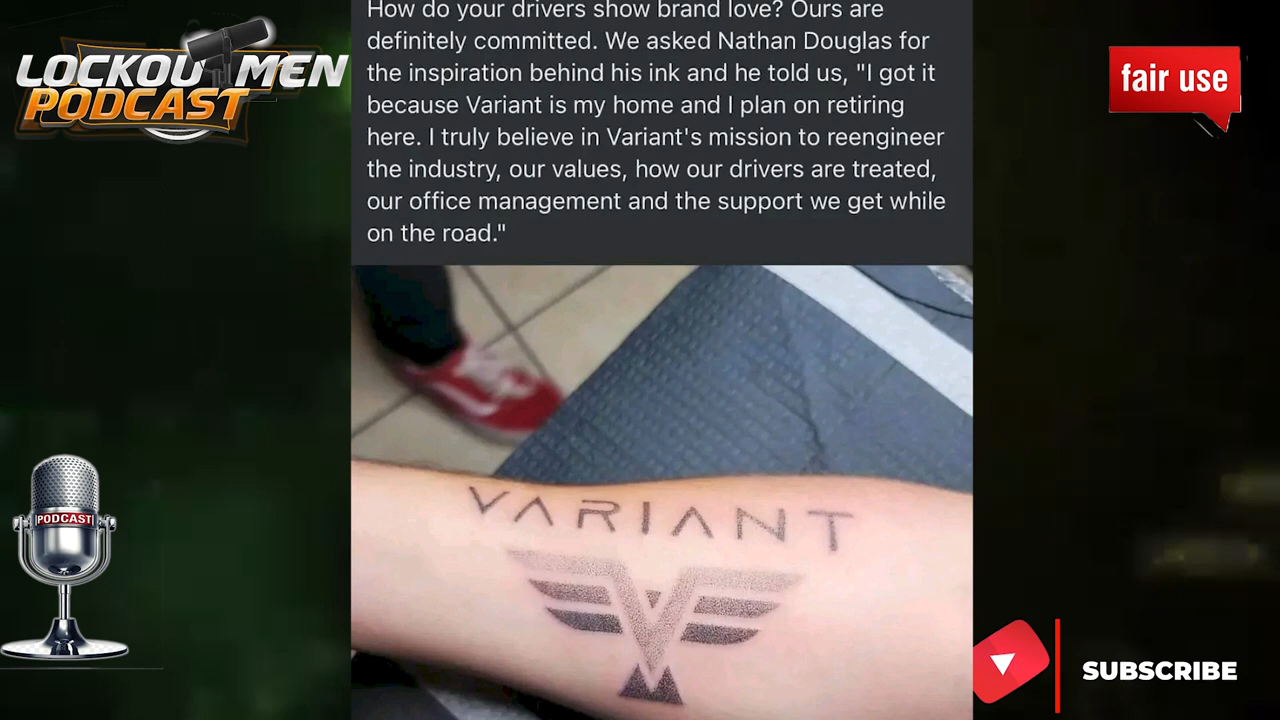 LOCKOU MEN
PODCAST
fair use
How do your drivers show brand love? Ours are
definitely committed. We asked Nathan Douglas for
the inspiration behind his ink and he told us, "I got it
because Variant is my home and I plan on retiring
here. I truly believe in Variant's mission to reengineer
the industry, our values, how our drivers are treated,
our office management and the support we get while
on the road."
VARIANT
PODCAST
SUBSCRIBE